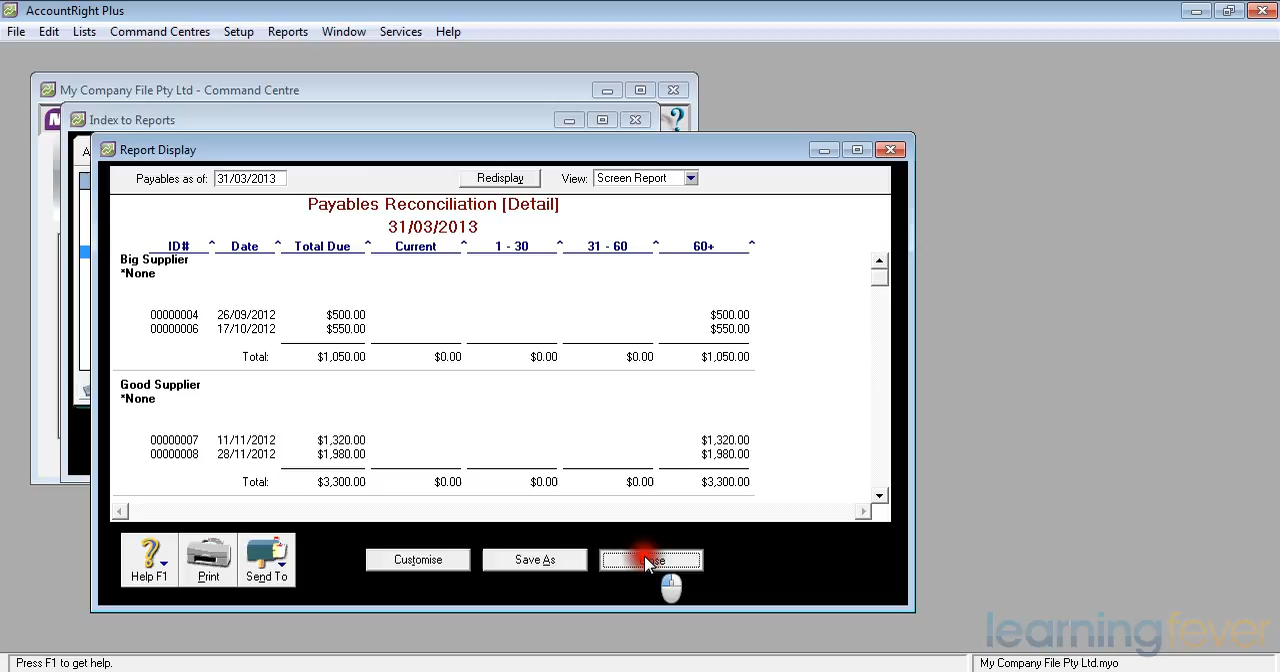 AccountRight Plus
File Edit Lists Command Centres Setup Reports Window Services Help
My Company File Pty Ltd - Command Centre
Index to Reports
Report Display
Payables as of: 31/03/2013 Redisplay View: Screen Report
Payables Reconciliation [Detail]
31/03/2013
ID# ^ Date ^ Total Due ^ Current ^ 1 - 30 ^ 31 - 60 ^ 60+ ^
Big Supplier
*None
00000004 26/09/2012 $500.00 $500.00
00000006 17/10/2012 $550.00 $550.00
Total: $1,050.00 $0.00 $0.00 $0.00 $1,050.00
Good Supplier
*None
00000007 11/11/2012 $1,320.00 $1,320.00
00000008 28/11/2012 $1,980.00 $1,980.00
Total: $3,300.00 $0.00 $0.00 $0.00 $3,300.00
Help F1 Print Send To Customise Save As
learningfever
Press F1 to get help. My Company File Pty Ltd.myo